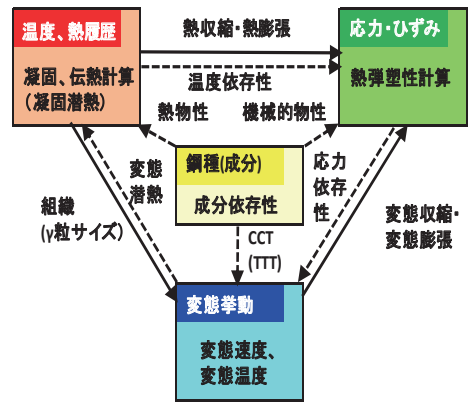 温度、熱履歴
凝固、伝熱計算
(凝固潜熱)
熱収縮・熱膨張
温度依存性
応力・ひずみ
熱弾塑性計算
熱物性
機械的物性
鋼種(成分)
成分依存性
変態
潜熱
応力
依存
性
組織
(γ粒サイズ)
CCT
(TTT)
変態収縮・
変態膨張
変態挙動
変態速度、
変態温度